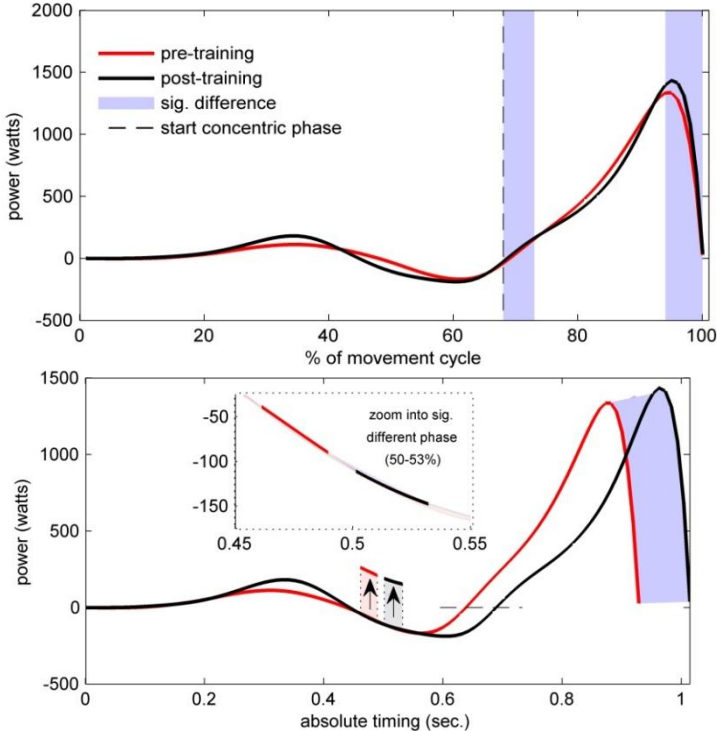 2000
1500
1000
500
0
-500
power (watts)
pre-training
post-training
sig. difference
start concentric phase
0 20 40 60 80 100
% of movement cycle
1500
1000
500
0
-500
power (watts)
-50
-100
-150
0.45 0.5 0.55
zoom into sig.
different phase
(50-53%)
0 0.2 0.4 0.6 0.8 1
absolute timing (sec.)